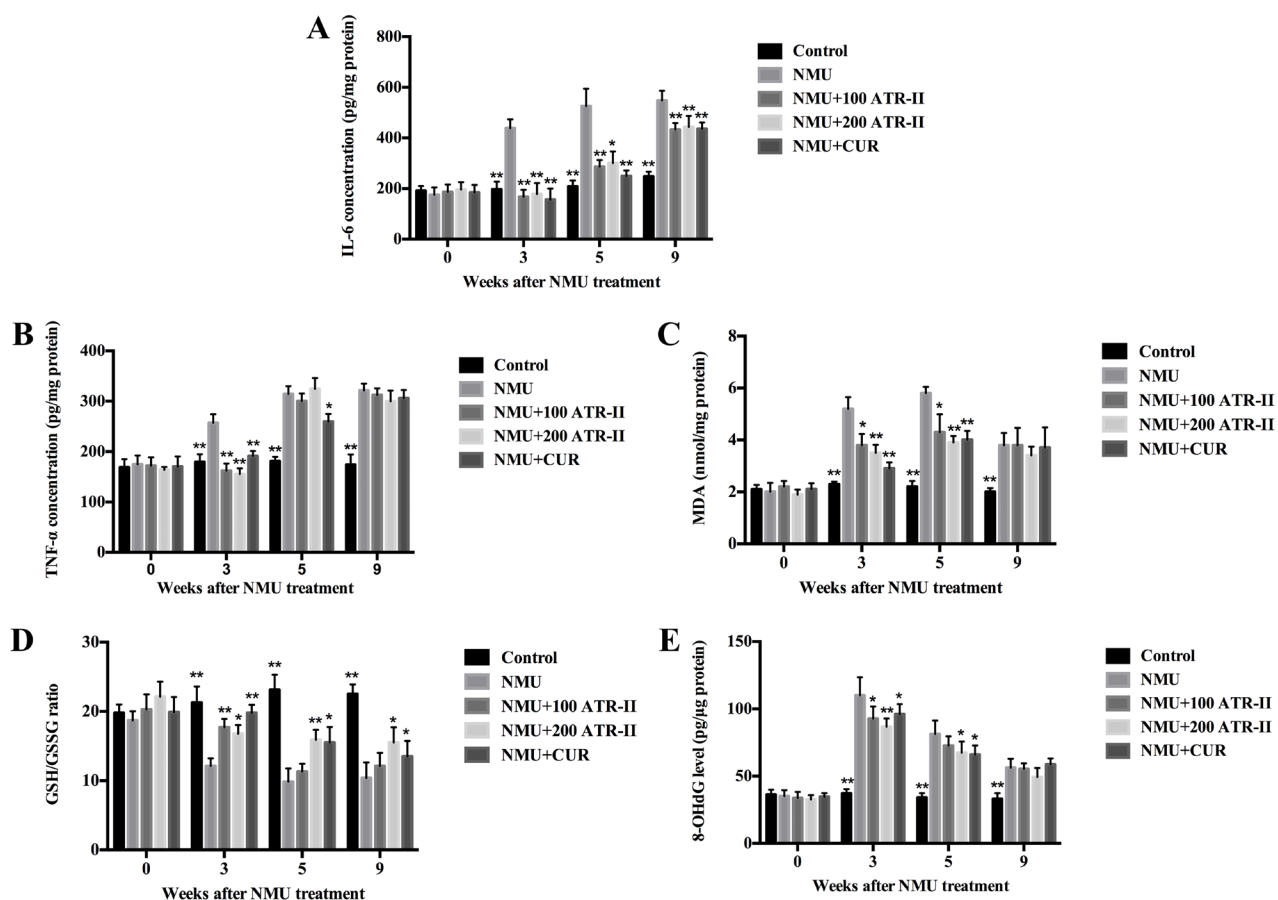 A
IL-6 concentration (pg/mg protein)
800
600
400
200
0
** ** ** **
** ** * **
** ** ** **
0 3 5 9
Weeks after NMU treatment
Control
NMU
NMU+100 ATR-II
NMU+200 ATR-II
NMU+CUR
B
TNF-α concentration (pg/mg protein)
400
300
200
100
0
** ** ** **
** *
**
0 3 5 9
Weeks after NMU treatment
Control
NMU
NMU+100 ATR-II
NMU+200 ATR-II
NMU+CUR
C
MDA (nmol/mg protein)
8
6
4
2
0
** * ** **
** * ** **
**
0 3 5 9
Weeks after NMU treatment
Control
NMU
NMU+100 ATR-II
NMU+200 ATR-II
NMU+CUR
D
GSH/GSSG ratio
30
20
10
0
** ** * **
** ** *
** * *
0 3 5 9
Weeks after NMU treatment
Control
NMU
NMU+100 ATR-II
NMU+200 ATR-II
NMU+CUR
E
8-OHdG level (pg/μg protein)
150
100
50
0
** * ** *
** * *
**
0 3 5 9
Weeks after NMU treatment
Control
NMU
NMU+100 ATR-II
NMU+200 ATR-II
NMU+CUR